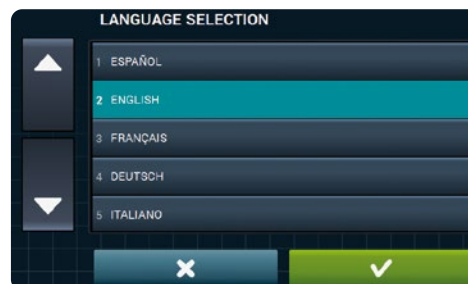 LANGUAGE SELECTION
1 ESPAÑOL
2 ENGLISH
3 FRANÇAIS
4 DEUTSCH
5 ITALIANO